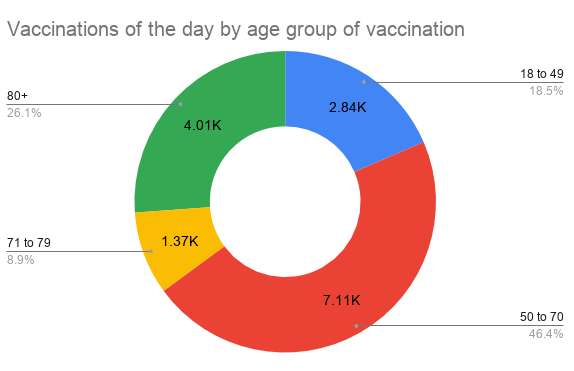 Vaccinations of the day by age group of vaccination
18 to 49
18.5%
80+
26.1%
2.84K
4.01K
71 to 79
8.9%
1.37K
7.11K
50 to 70
46.4%